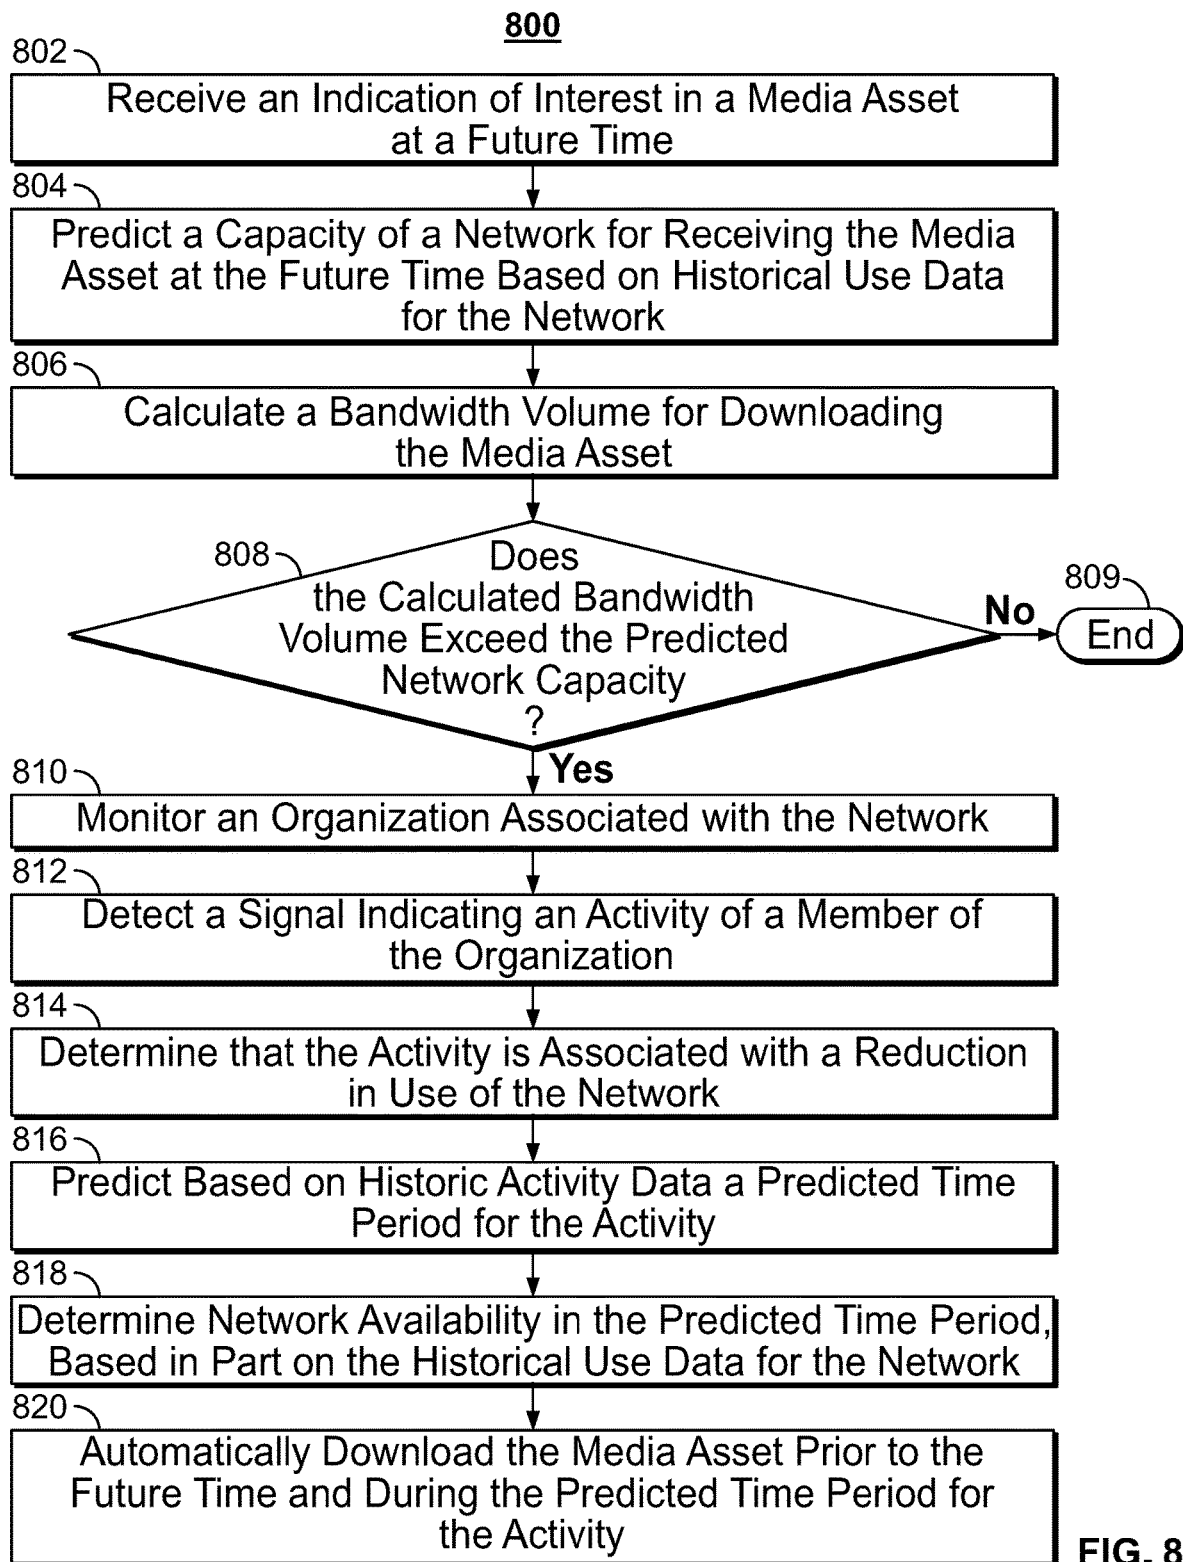 800
802
Receive an Indication of Interest in a Media Asset
at a Future Time
804
Predict a Capacity of a Network for Receiving the Media
Asset at the Future Time Based on Historical Use Data
for the Network
806
Calculate a Bandwidth Volume for Downloading
the Media Asset
808
Does
the Calculated Bandwidth
Volume Exceed the Predicted
Network Capacity
?
No
809
End
Yes
810
Monitor an Organization Associated with the Network
812
Detect a Signal Indicating an Activity of a Member of
the Organization
814
Determine that the Activity is Associated with a Reduction
in Use of the Network
816
Predict Based on Historic Activity Data a Predicted Time
Period for the Activity
818
Determine Network Availability in the Predicted Time Period,
Based in Part on the Historical Use Data for the Network
820
Automatically Download the Media Asset Prior to the
Future Time and During the Predicted Time Period for
the Activity
FIG. 8